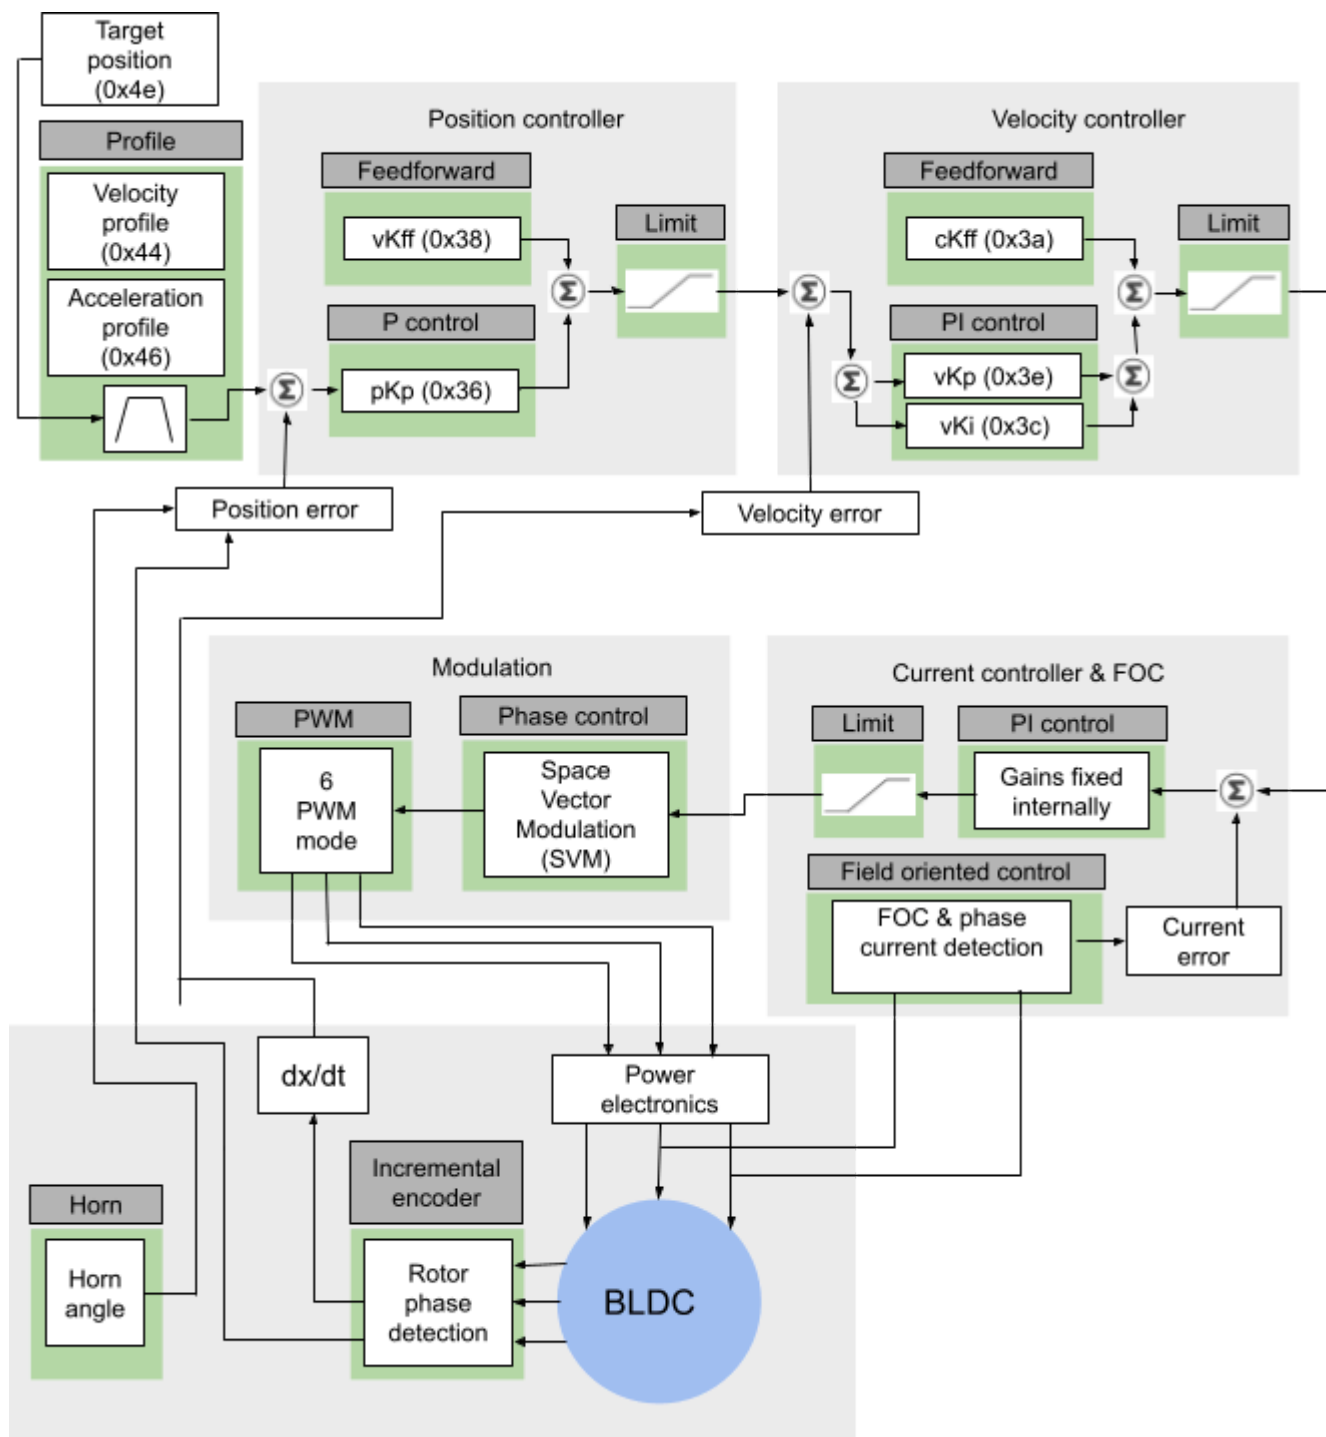 Target
position
(0x4e)
Profile
Velocity
profile
(0x44)
Acceleration
profile
(0x46)
Position controller
Feedforward
vKff (0x38)
Limit
Σ
P control
pKp (0x36)
Σ
Velocity controller
Feedforward
cKff (0x3a)
Limit
Σ
Σ
PI control
vKp (0x3e)
Σ
Σ
vKi (0x3c)
Position error
Velocity error
Modulation
PWM
6
PWM
mode
Phase control
Space
Vector
Modulation
(SVM)
Current controller & FOC
Limit
PI control
Gains fixed
internally
Σ
Field oriented control
FOC & phase
current detection
Current
error
dx/dt
Power
electronics
Incremental
encoder
Rotor
phase
detection
BLDC
Horn
Horn
angle